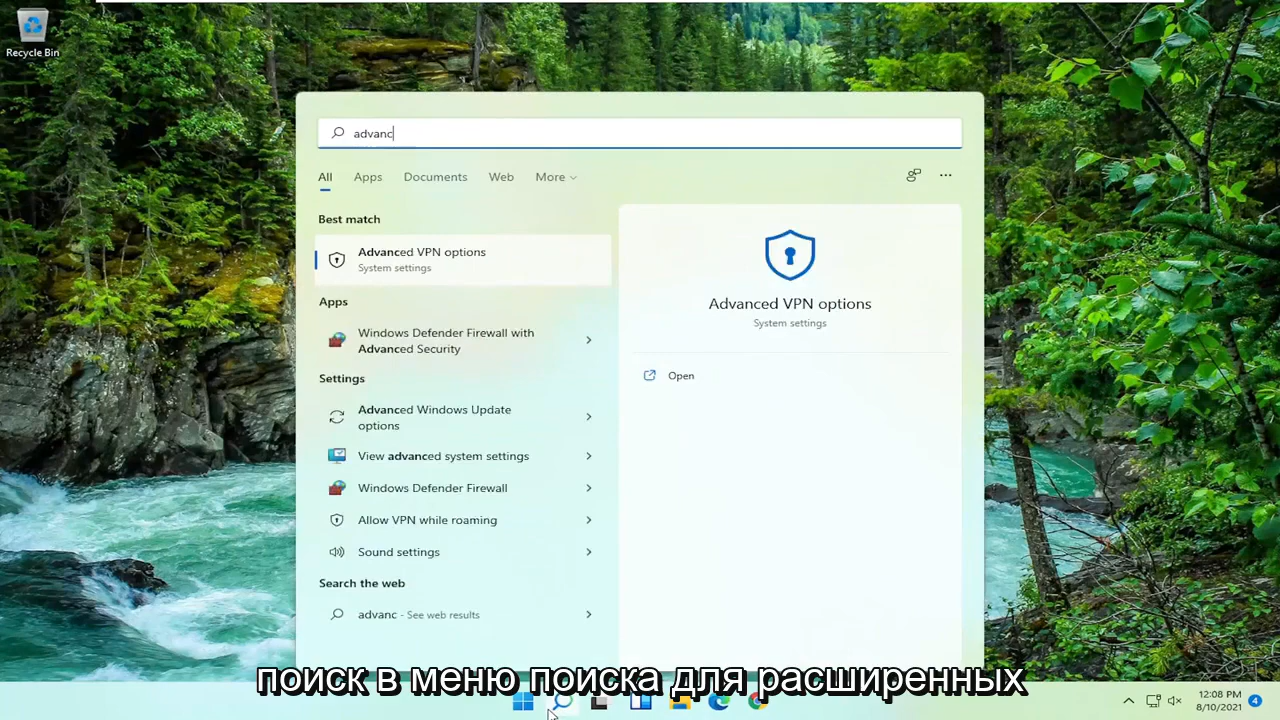 Recycle Bin
advanc
All Apps Documents Web More
Best match
Advanced VPN options
System settings
Apps
Windows Defender Firewall with
Advanced Security
Settings
Advanced Windows Update
options
View advanced system settings
Windows Defender Firewall
Allow VPN while roaming
Sound settings
Search the web
advanc - See web results
Advanced VPN options
System settings
Open
поиск в меню поиска для расширенных
12:08 PM
8/10/2021
4